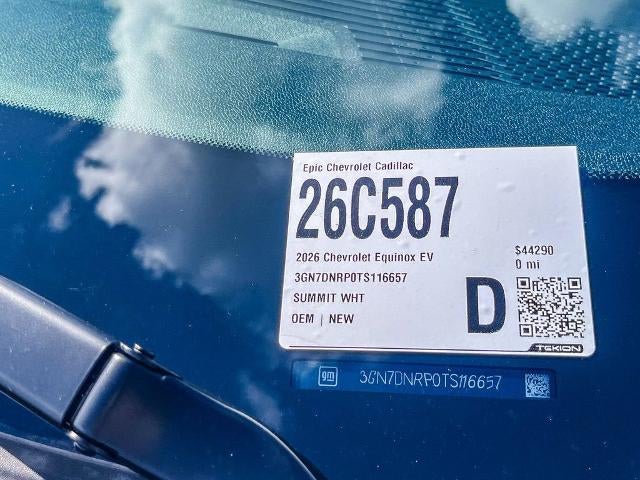 Epic Chevrolet Cadillac
26C587
2026 Chevrolet Equinox EV
$44290
3GN7DNRP0TS116657
0 mi
SUMMIT WHT
OEM | NEW
D
TEKION
gm 3GN7DNRP0TS116657